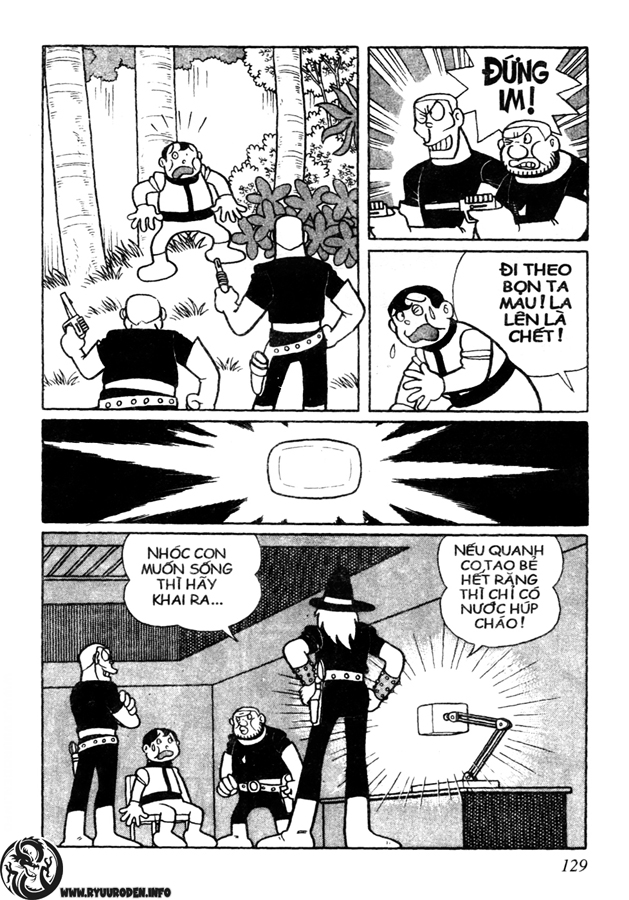 ĐỨNG
IM!
ĐI THEO
BỌN TA
MAU! LA
LÊN LÀ
CHẾT!
NHÓC CON
MUỐN SỐNG
THÌ HÃY
KHAI RA...
NẾU QUANH
CO, TAO BẺ
HẾT RĂNG
THÌ CHỈ CÓ
NƯỚC HÚP
CHÁO!
129
WWW.RYUURODEN.INFO